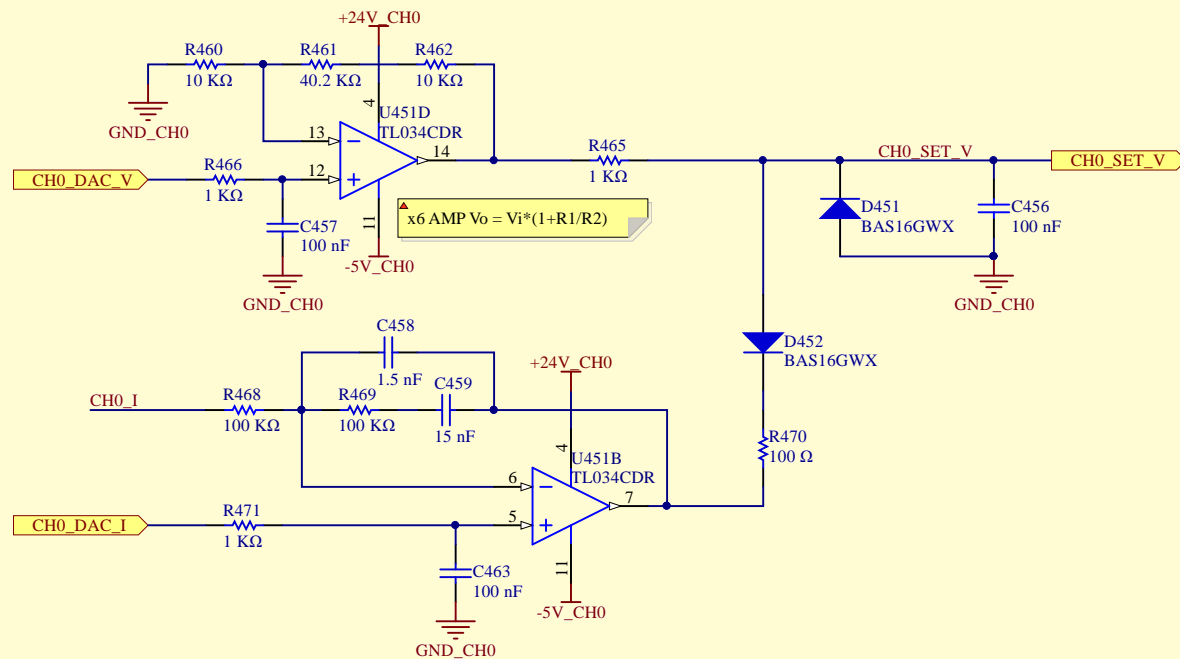 +24V_CH0
R460
10 KΩ
R461
40.2 KΩ
R462
10 KΩ
GND_CH0
4
U451D
TL034CDR
13
12
14
11
-5V_CH0
CH0_DAC_V
R466
1 KΩ
C457
100 nF
GND_CH0
x6 AMP Vo = Vi*(1+R1/R2)
R465
1 KΩ
CH0_SET_V
CH0_SET_V
D451
BAS16GWX
C456
100 nF
GND_CH0
D452
BAS16GWX
R470
100 Ω
C458
1.5 nF
C459
15 nF
CH0_I
R468
100 KΩ
R469
100 KΩ
+24V_CH0
4
U451B
TL034CDR
6
5
7
11
-5V_CH0
CH0_DAC_I
R471
1 KΩ
C463
100 nF
GND_CH0